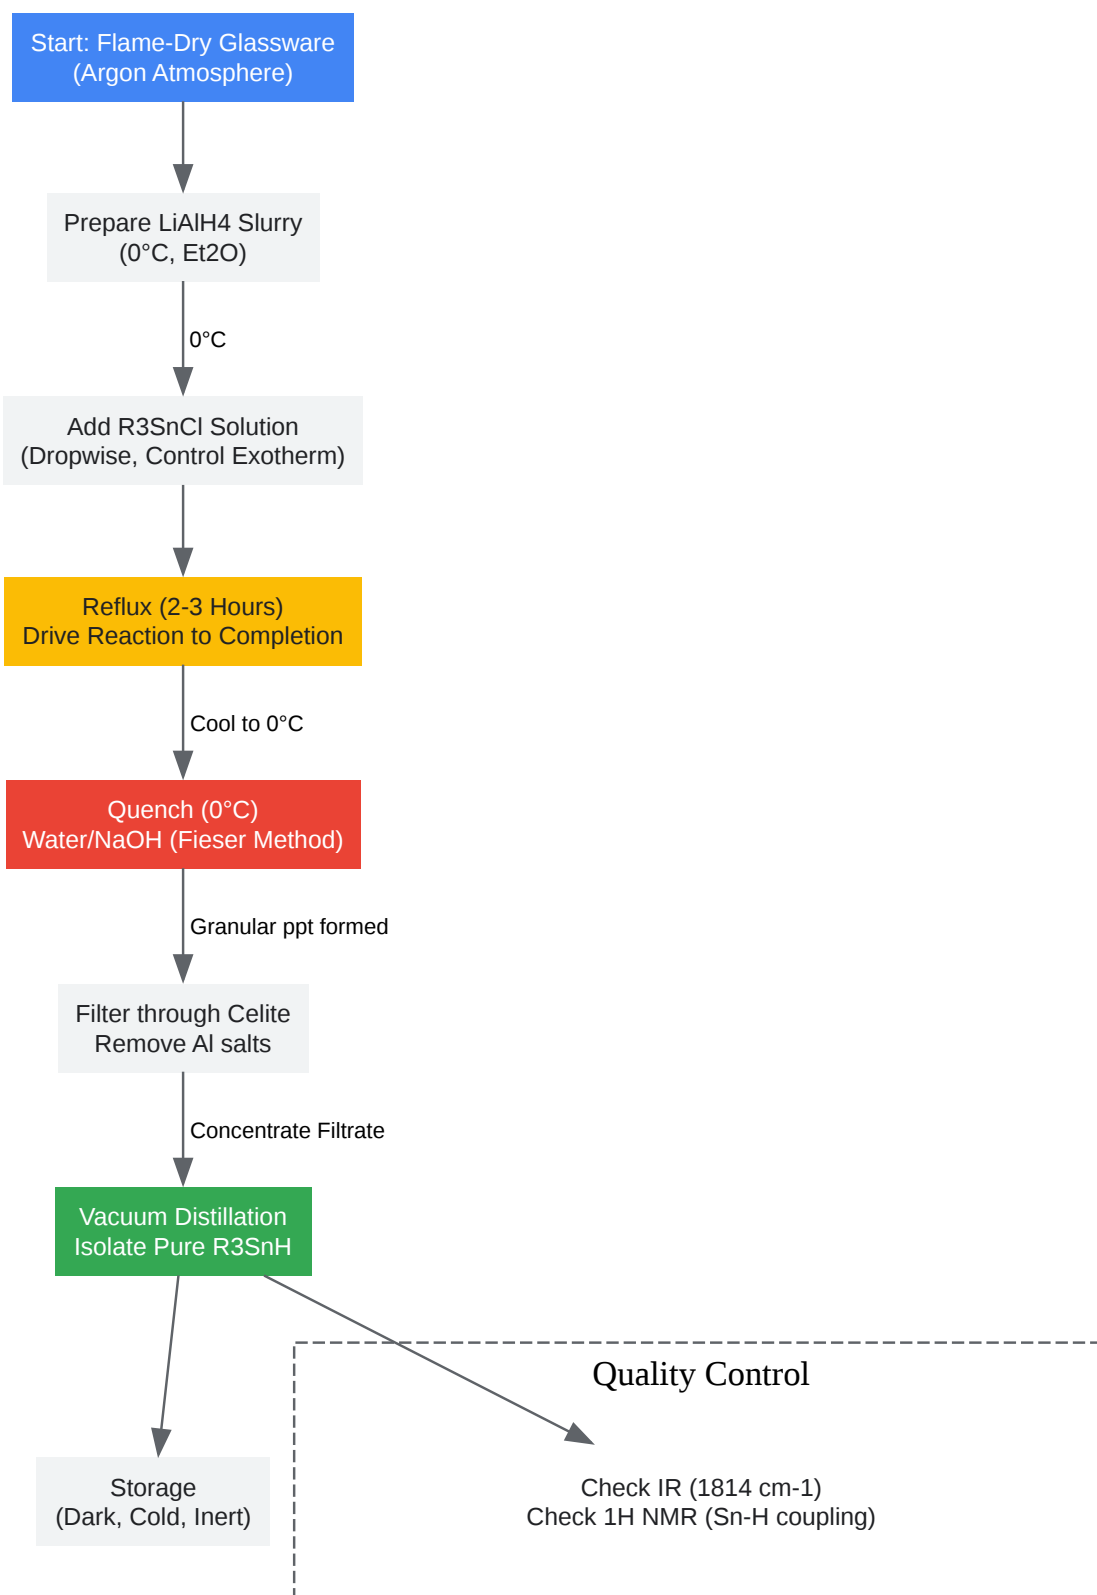 Start: Flame-Dry Glassware
(Argon Atmosphere)
Prepare LiAlH4 Slurry
(0°C, Et2O)
0°C
Add R3SnCl Solution
(Dropwise, Control Exotherm)
Reflux (2-3 Hours)
Drive Reaction to Completion
Cool to 0°C
Quench (0°C)
Water/NaOH (Fieser Method)
Granular ppt formed
Filter through Celite
Remove Al salts
Concentrate Filtrate
Vacuum Distillation
Isolate Pure R3SnH
Quality Control
Storage
(Dark, Cold, Inert)
Check IR (1814 cm-1)
Check 1H NMR (Sn-H coupling)